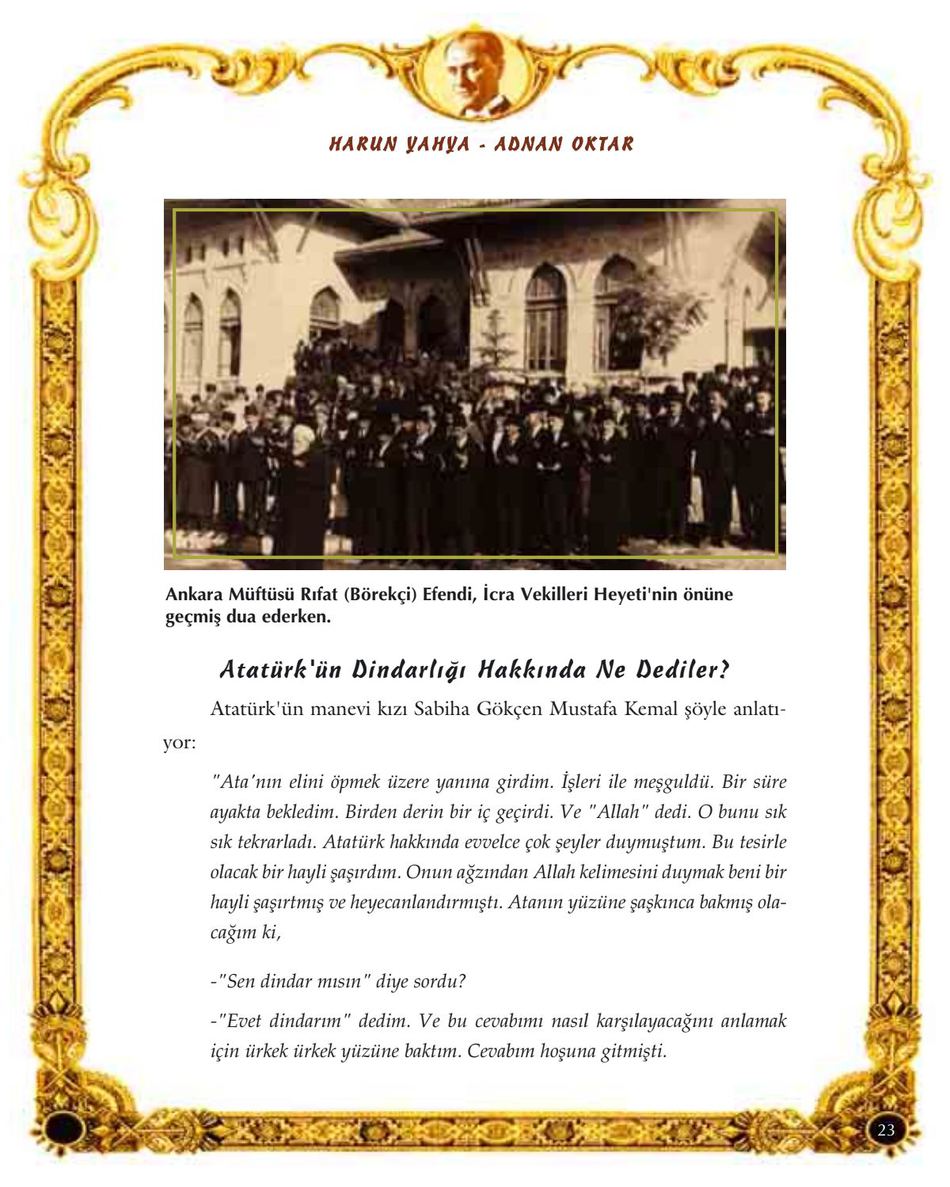 HARUN YAHYA - ADNAN OKTAR
Ankara Müftüsü Rıfat (Börekçi) Efendi, İcra Vekilleri Heyeti'nin önüne
geçmiş dua ederken.
Atatürk'ün Dindarlığı Hakkında Ne Dediler?
Atatürk'ün manevi kızı Sabiha Gökçen Mustafa Kemal şöyle anlatı-
yor:
"Ata'nın elini öpmek üzere yanına girdim. İşleri ile meşguldü. Bir süre
ayakta bekledim. Birden derin bir iç geçirdi. Ve "Allah" dedi. O bunu sık
sık tekrarladı. Atatürk hakkında evvelce çok şeyler duymuştum. Bu tesirle
olacak bir hayli şaşırdım. Onun ağzından Allah kelimesini duymak beni bir
hayli şaşırtmış ve heyecanlandırmıştı. Atanın yüzüne şaşkınca bakmış ola-
cağım ki,
-"Sen dindar mısın" diye sordu?
-"Evet dindarım" dedim. Ve bu cevabımı nasıl karşılayacağını anlamak
için ürkek ürkek yüzüne baktım. Cevabım hoşuna gitmişti.
23